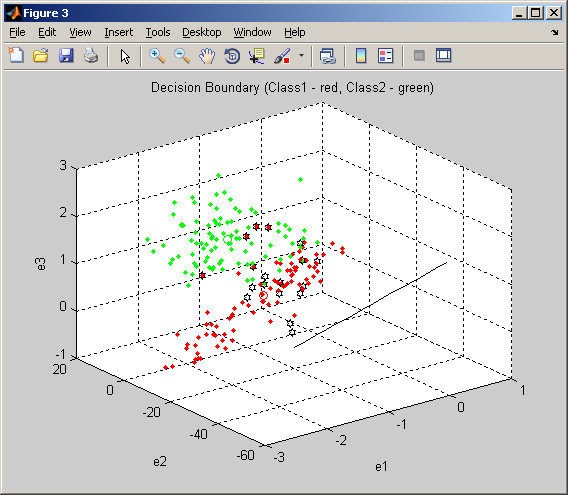 Figure 3
File Edit View Insert Tools Desktop Window Help
Decision Boundary (Class1 - red, Class2 - green)
3
2
1
0
-1
e3
20
0
-20
-40
-60
e2
-3
-2
-1
0
1
e1